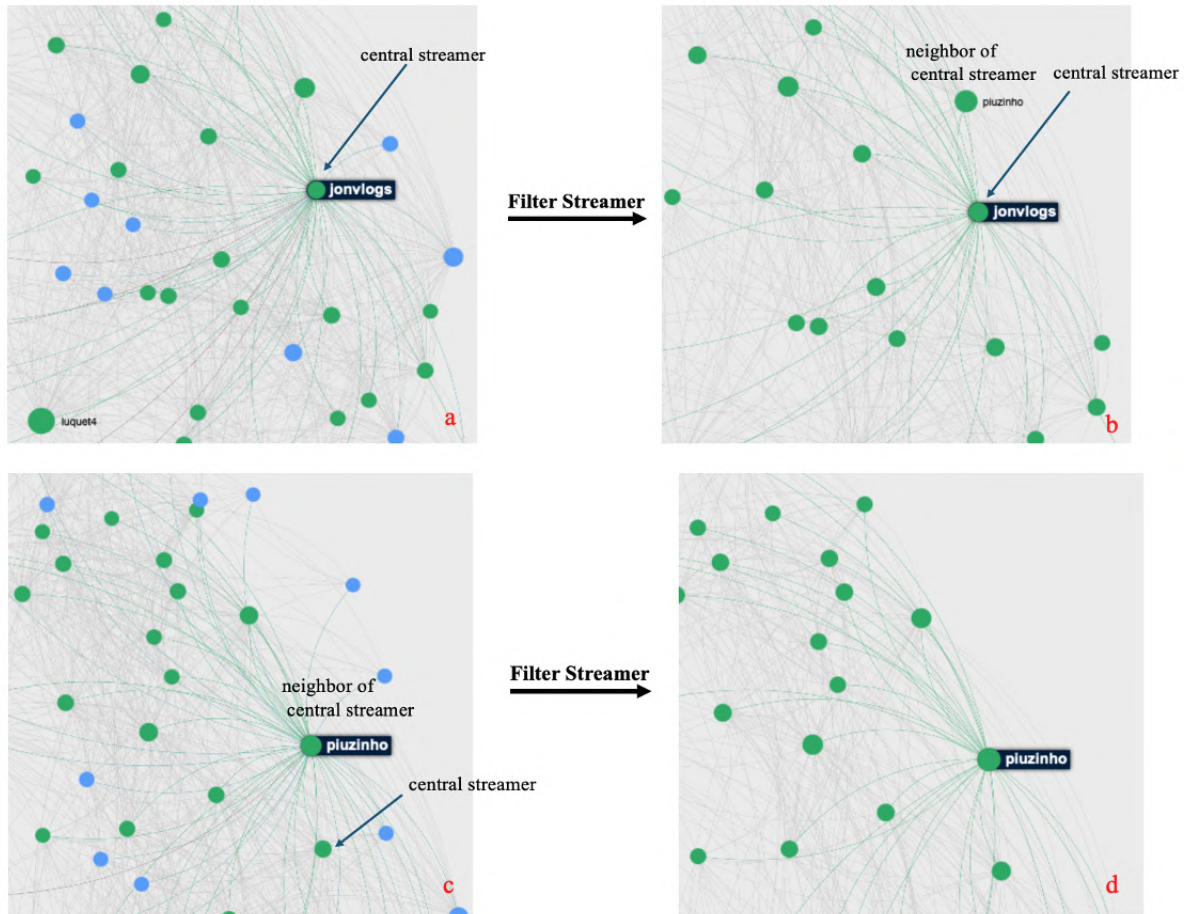 central streamer
jonvlogs
luquet4
a
Filter Streamer
neighbor of
central streamer
central streamer
piuzinho
jonvlogs
b
neighbor of
central streamer
piuzinho
central streamer
c
Filter Streamer
piuzinho
d